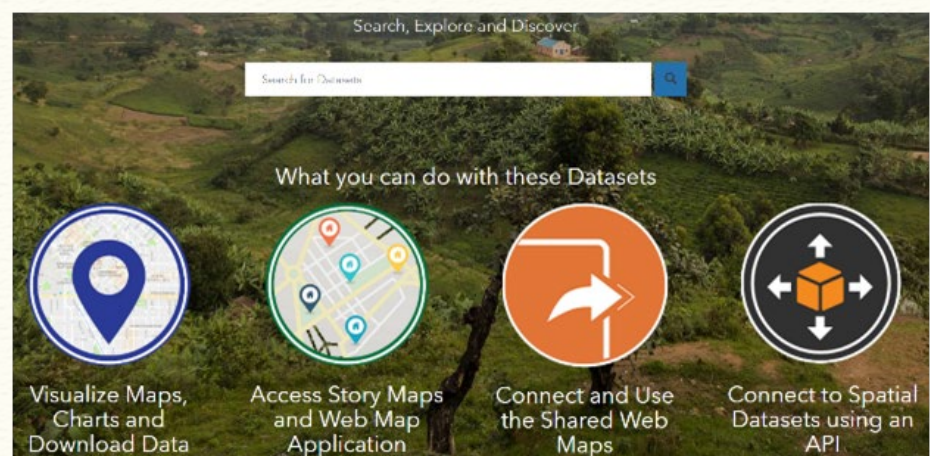 Search, Explore and Discover
Search for Datasets
What you can do with these Datasets
Visualize Maps,
Charts and
Download Data
Access Story Maps
and Web Map
Application
Connect and Use
the Shared Web
Maps
Connect to Spatial
Datasets using an
API